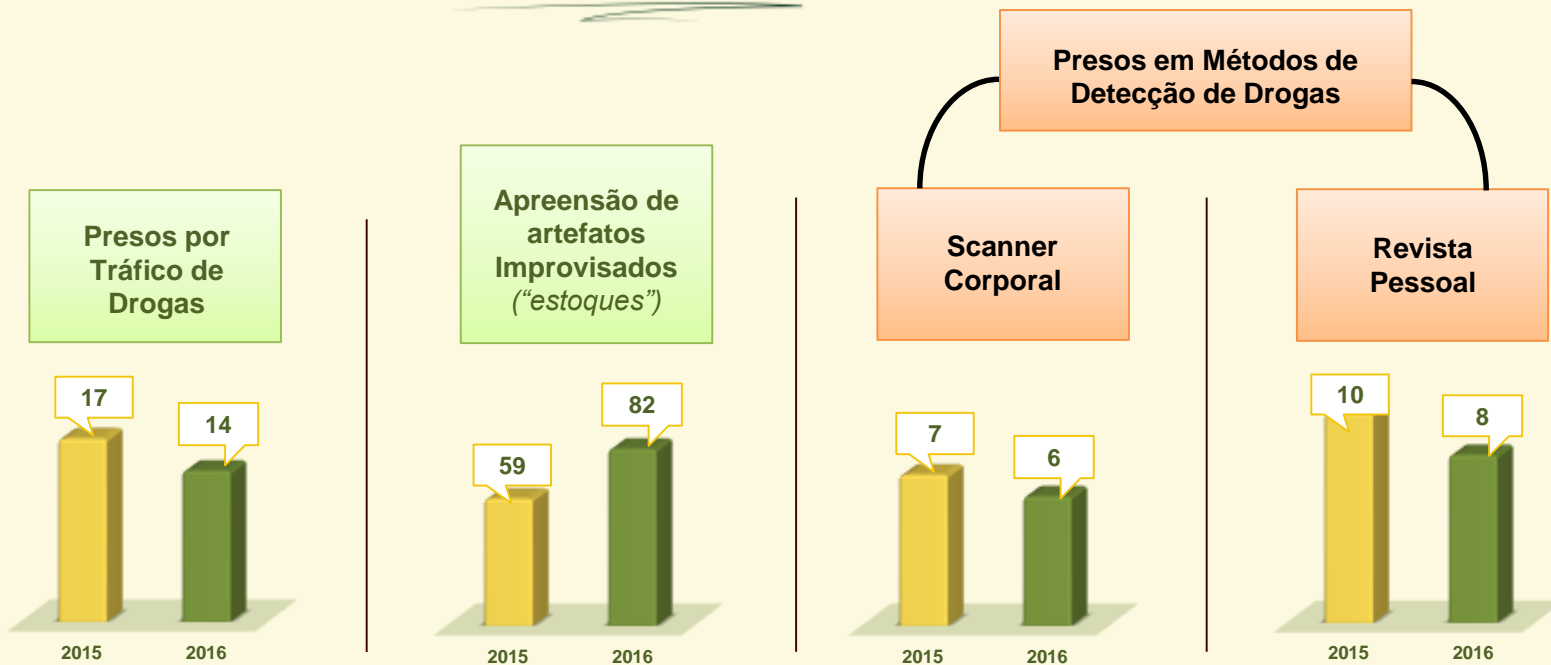 Presos em Métodos de
Detecção de Drogas
Presos por
Tráfico de
Drogas
17
14
2015
2016
Apreensão de
artefatos
Improvisados
(“estoques”)
59
82
2015
2016
Scanner
Corporal
7
6
2015
2016
Revista
Pessoal
10
8
2015
2016